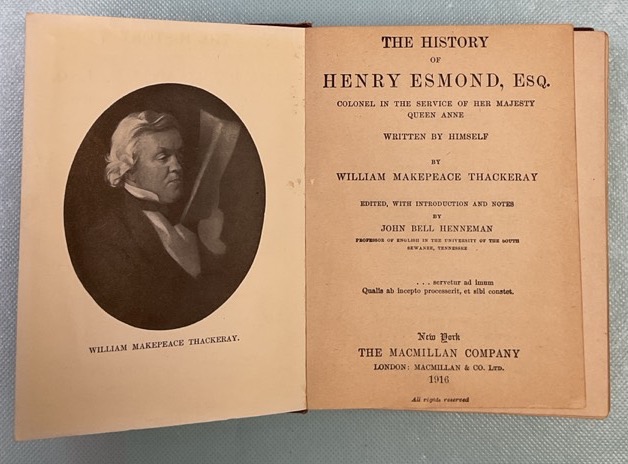 WILLIAM MAKEPEACE THACKERAY.
THE HISTORY
OF
HENRY ESMOND, ESQ.
COLONEL IN THE SERVICE OF HER MAJESTY
QUEEN ANNE
WRITTEN BY HIMSELF
BY
WILLIAM MAKEPEACE THACKERAY
EDITED, WITH INTRODUCTION AND NOTES
BY
JOHN BELL HENNEMAN
PROFESSOR OF ENGLISH IN THE UNIVERSITY OF THE SOUTH
SEWANEE, TENNESSEE
. . . servetur ad imum
Qualis ab incepto processerit, et sibi constet.
New York
THE MACMILLAN COMPANY
LONDON: MACMILLAN & CO. LTD.
1916
All rights reserved